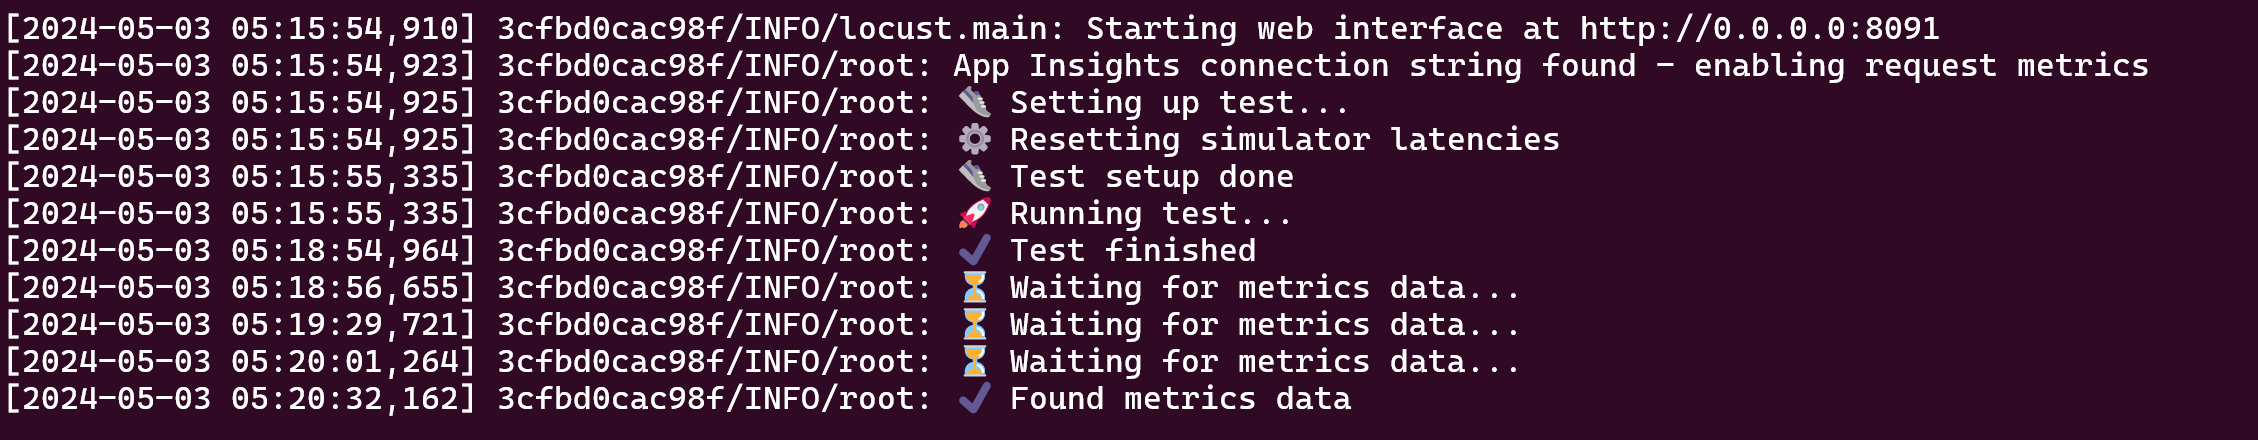 [2024-05-03 05:15:54,910] 3cfbd0cac98f/INFO/locust.main: Starting web interface at http://0.0.0.0:8091
[2024-05-03 05:15:54,923] 3cfbd0cac98f/INFO/root: App Insights connection string found - enabling request metrics
[2024-05-03 05:15:54,925] 3cfbd0cac98f/INFO/root: 👟 Setting up test...
[2024-05-03 05:15:54,925] 3cfbd0cac98f/INFO/root: ⚙️ Resetting simulator latencies
[2024-05-03 05:15:55,335] 3cfbd0cac98f/INFO/root: 👟 Test setup done
[2024-05-03 05:15:55,335] 3cfbd0cac98f/INFO/root: 🚀 Running test...
[2024-05-03 05:18:54,964] 3cfbd0cac98f/INFO/root: ✔️ Test finished
[2024-05-03 05:18:56,655] 3cfbd0cac98f/INFO/root: ⏳ Waiting for metrics data...
[2024-05-03 05:19:29,721] 3cfbd0cac98f/INFO/root: ⏳ Waiting for metrics data...
[2024-05-03 05:20:01,264] 3cfbd0cac98f/INFO/root: ⏳ Waiting for metrics data...
[2024-05-03 05:20:32,162] 3cfbd0cac98f/INFO/root: ✔️ Found metrics data